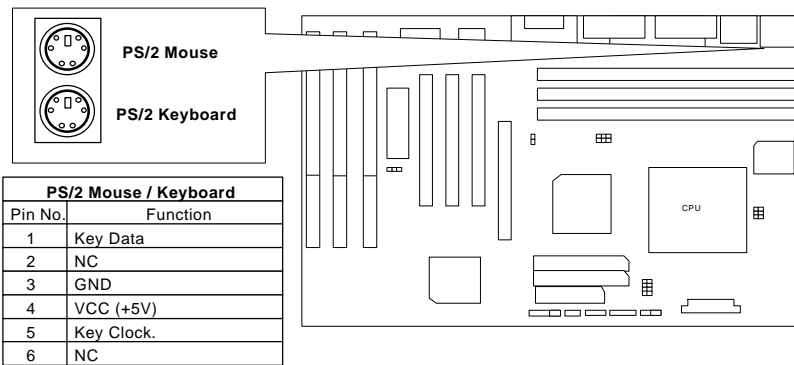 PS/2 Mouse
PS/2 Keyboard
PS/2 Mouse / Keyboard
Pin No. Function
1 Key Data
2 NC
3 GND
4 VCC (+5V)
5 Key Clock.
6 NC
CPU